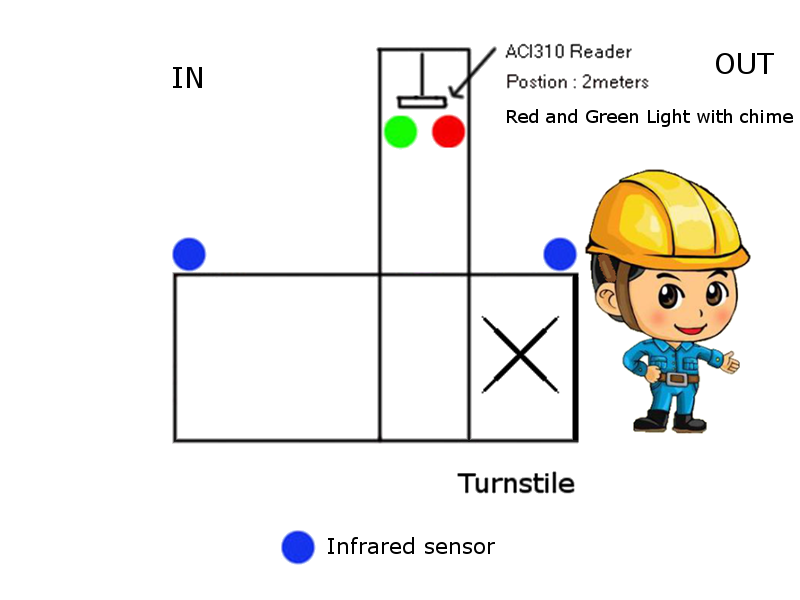 IN
ACI310 Reader
OUT
Postion : 2meters
Red and Green Light with chime
Turnstile
Infrared sensor